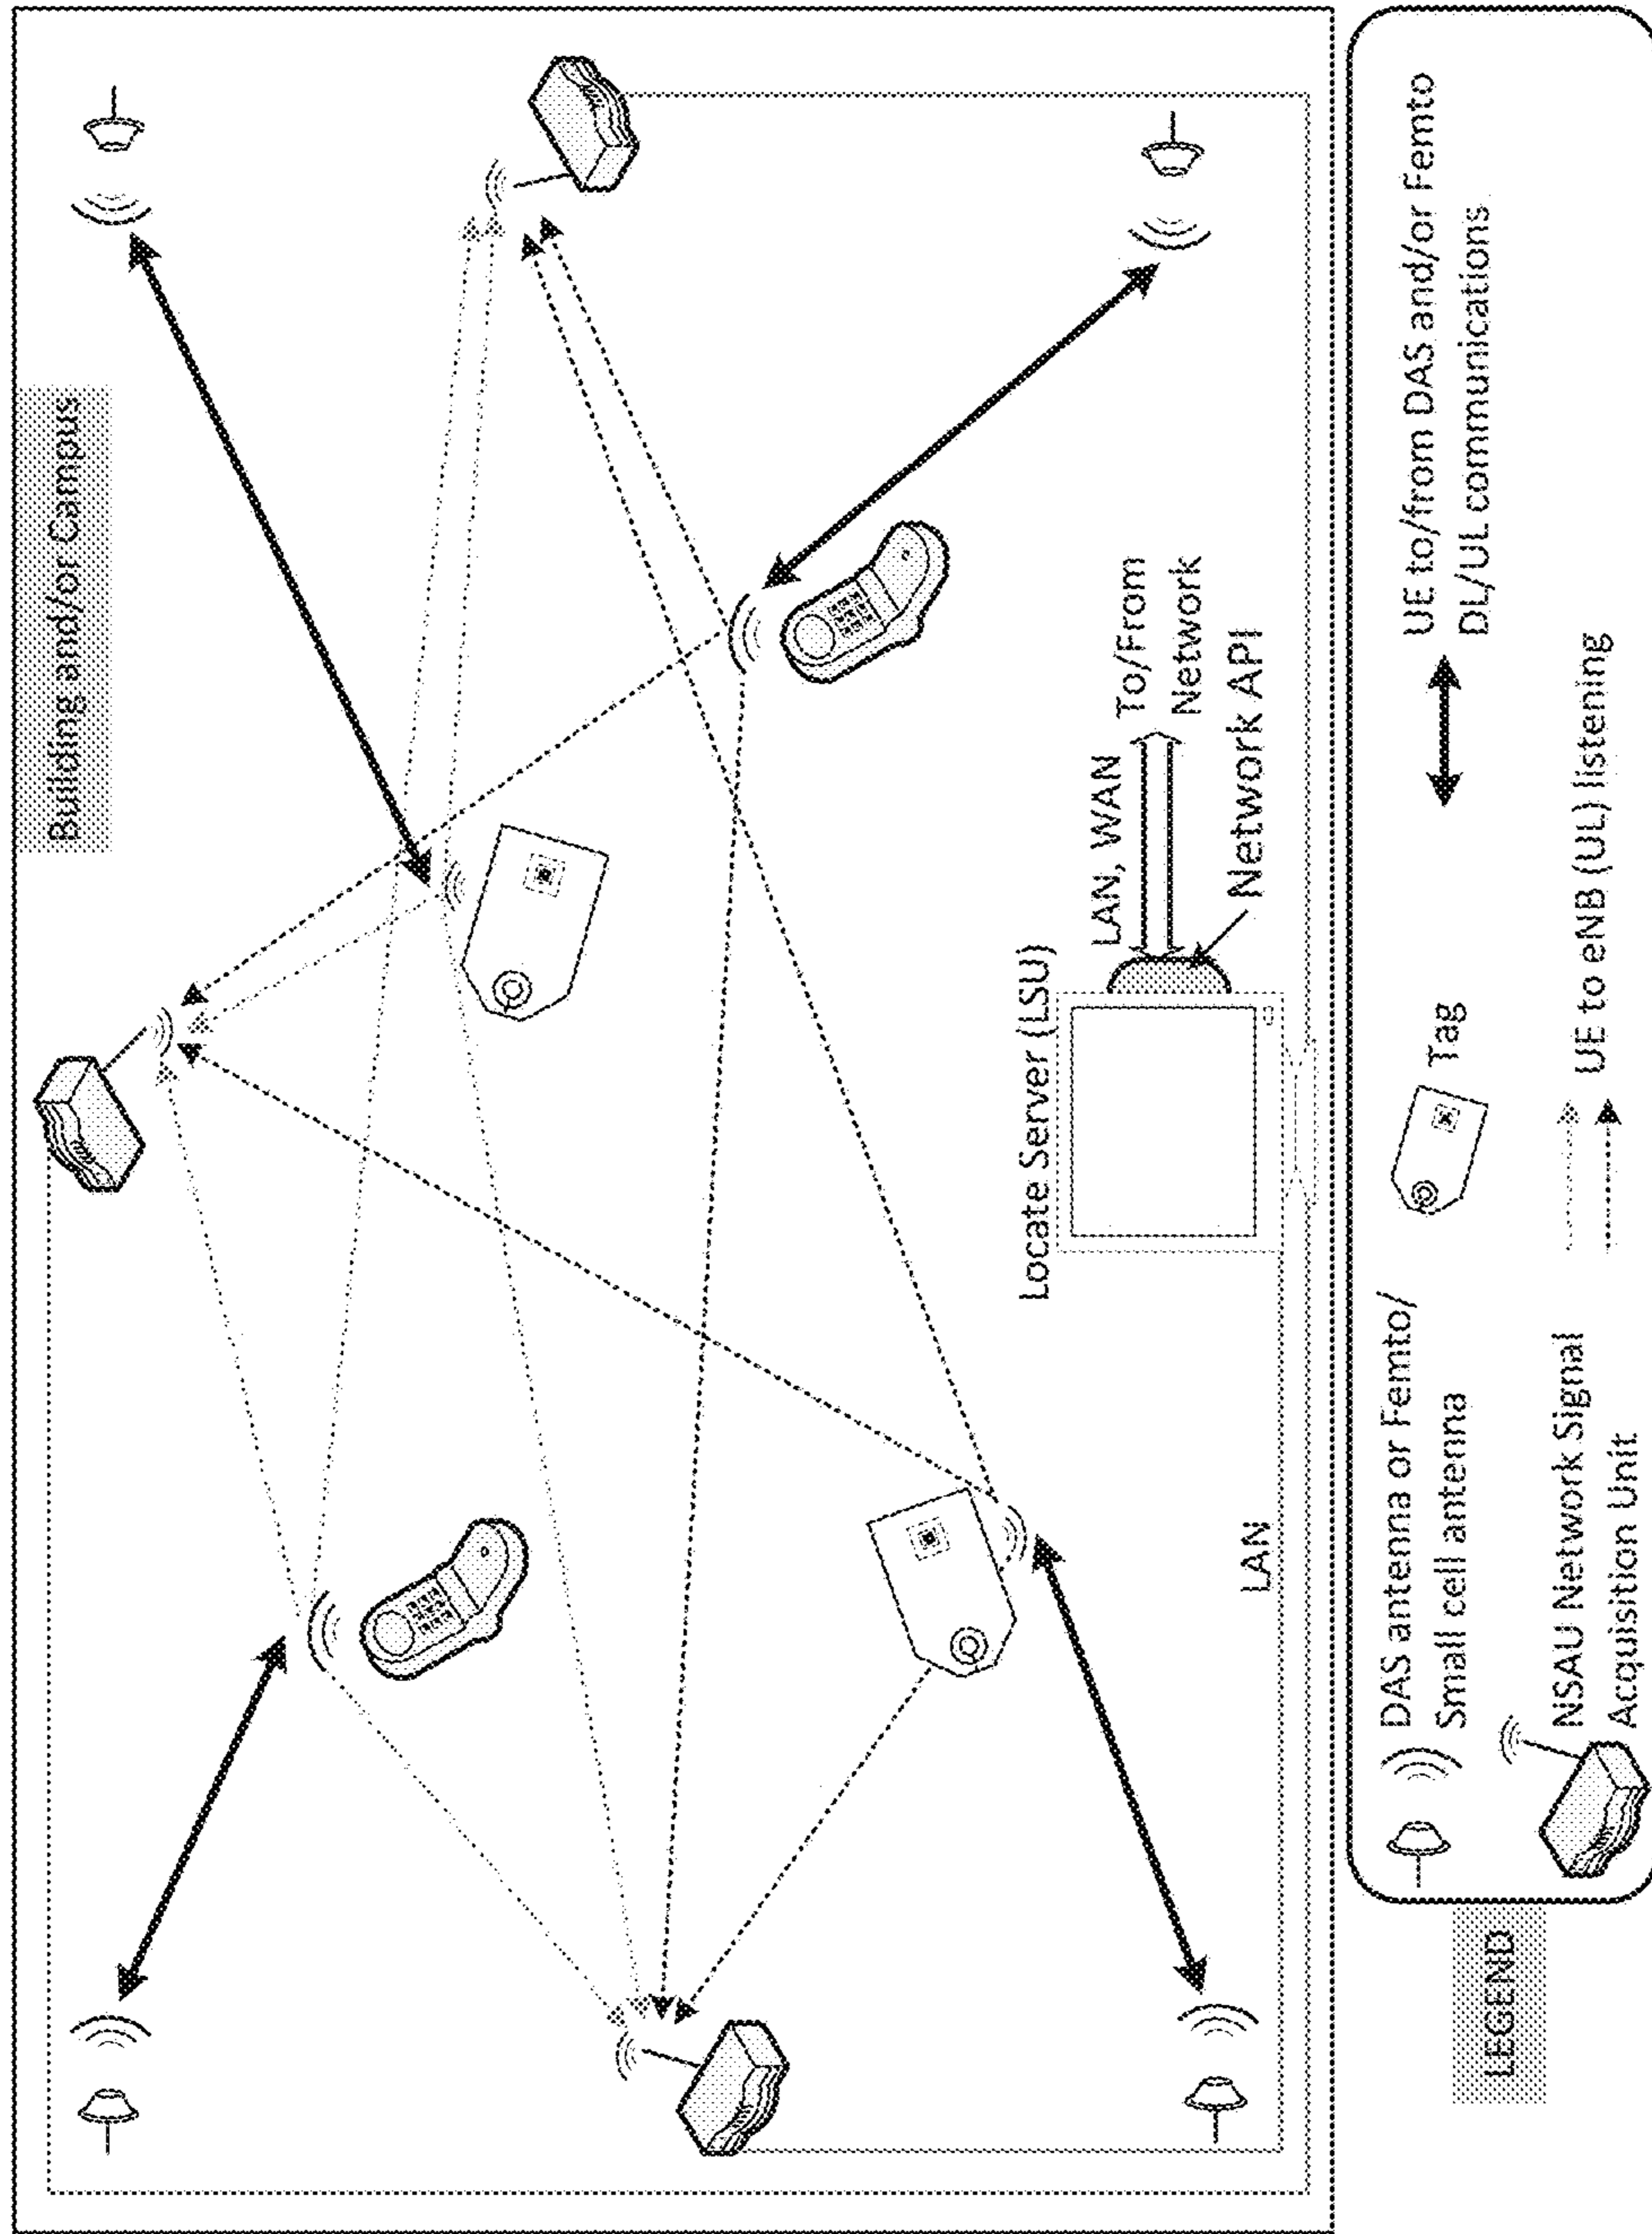 Building and/or Campus
Locate Server (LSU)
LAN, WAN
To/From
Network
Network API
LAN
LEGEND
DAS antenna or Femto/
Small cell antenna
Tag
UE to/from DAS and/or Femto
DL/UL communications
NSAU Network Signal
Acquisition Unit
UE to eNB (UL) listening